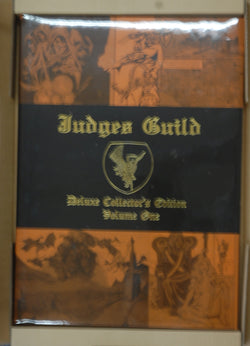 Judges Guild
Deluxe Collector's Edition
Volume One